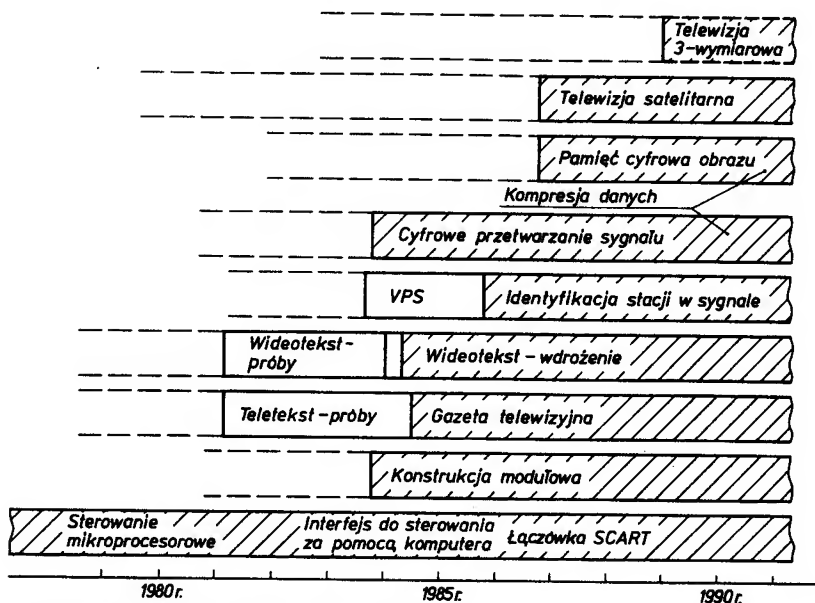 Telewizja
3-wymiarowa
Telewizja satelitarna
Pamięć cyfrowa obrazu
Kompresja danych
Cyfrowe przetwarzanie sygnału
VPS
Identyfikacja stacji w sygnale
Wideotekst-
próby
Wideotekst - wdrożenie
Teletekst - próby
Gazeta telewizyjna
Konstrukcja modułowa
Sterowanie
mikroprocesorowe
Interfejs do sterowania
za pomocą komputera
Łączówka SCART
1980r.
1985r.
1990r.